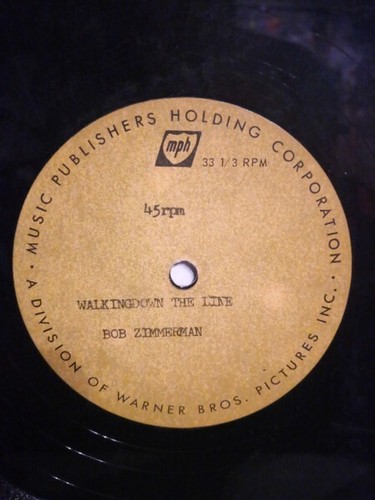 MUSIC PUBLISHERS HOLDING CORPORATION
mph
33 1/3 RPM
45rpm
WALKINGDOWN THE LINE
BOB ZIMMERMAN
· A DIVISION OF WARNER BROS. PICTURES INC. ·